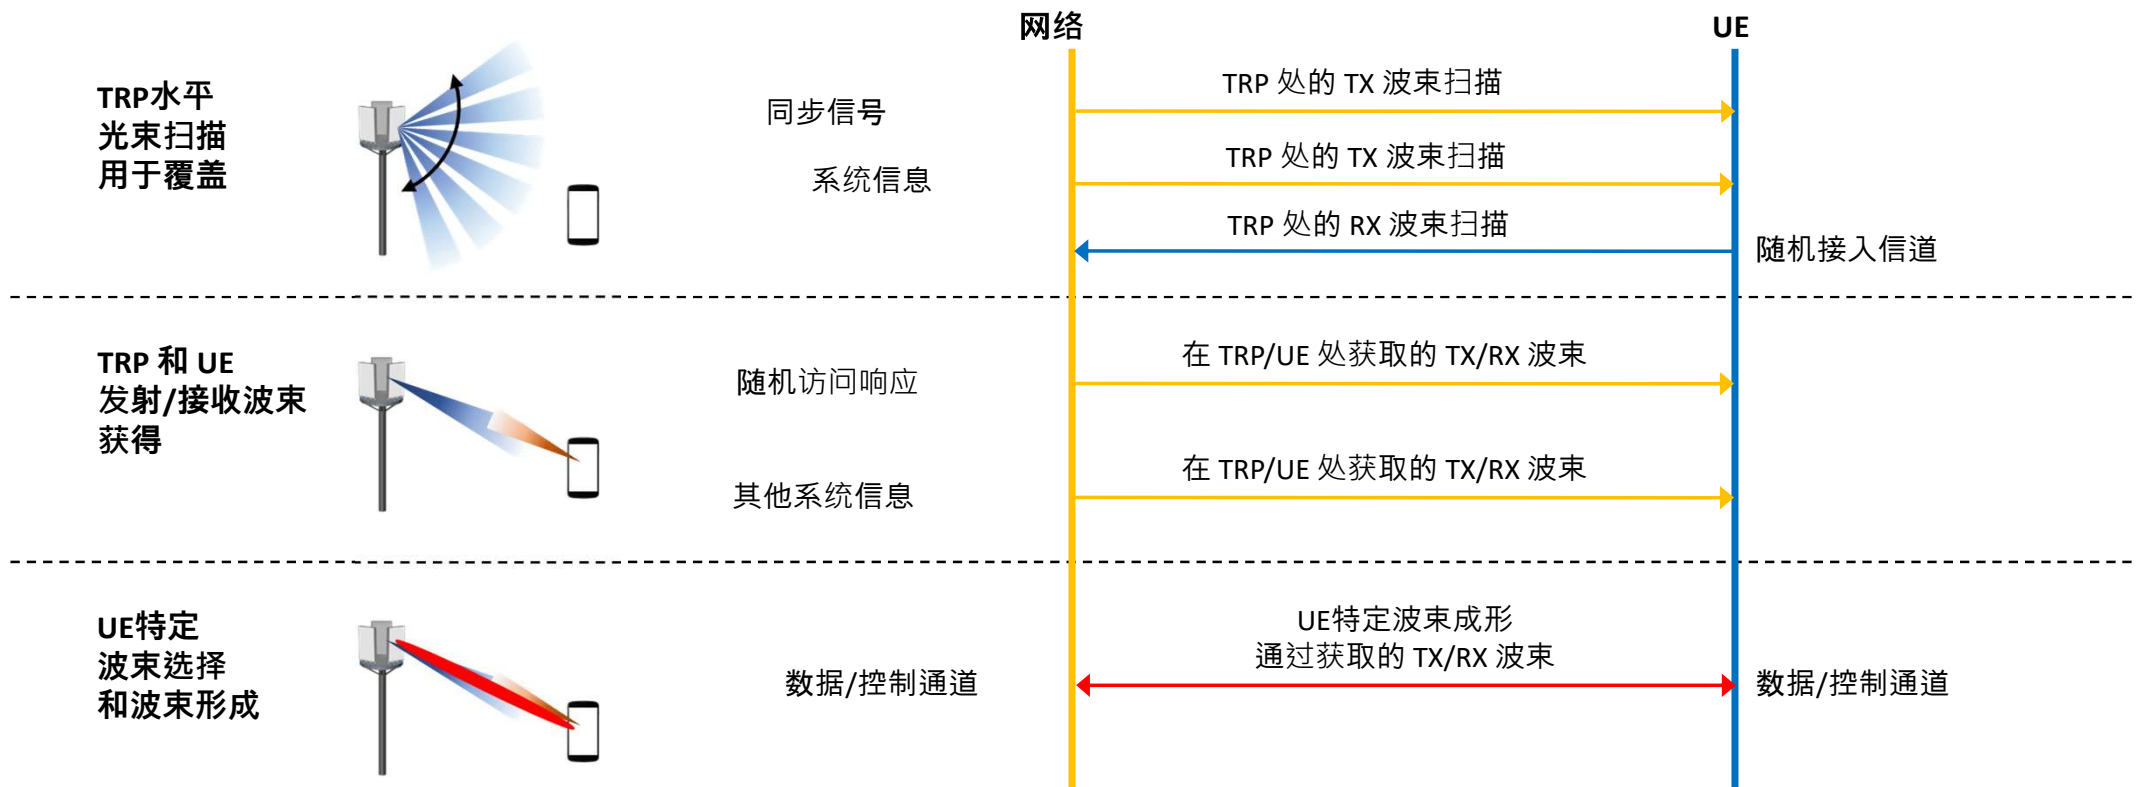 网络
UE
TRP水平
光束扫描
用于覆盖
同步信号
TRP 处的 TX 波束扫描
系统信息
TRP 处的 TX 波束扫描
TRP 处的 RX 波束扫描
随机接入信道
TRP 和 UE
发射/接收波束
获得
随机访问响应
在 TRP/UE 处获取的 TX/RX 波束
其他系统信息
在 TRP/UE 处获取的 TX/RX 波束
UE特定
波束选择
和波束形成
数据/控制通道
UE特定波束成形
通过获取的 TX/RX 波束
数据/控制通道